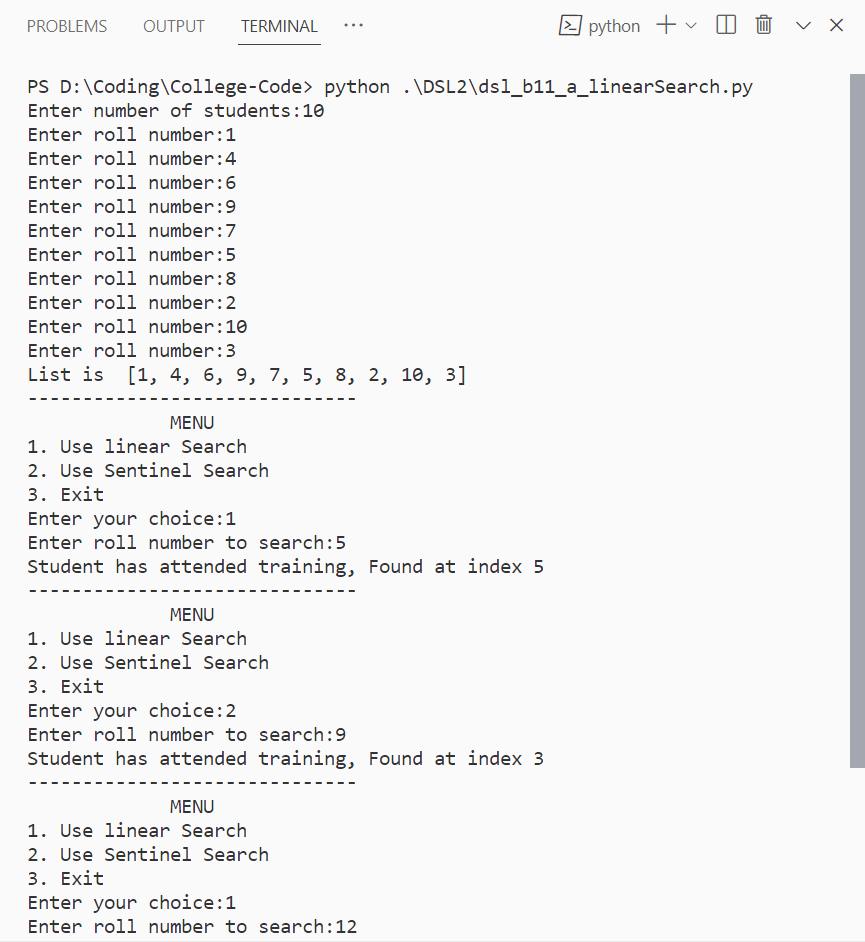 PROBLEMS OUTPUT TERMINAL ... python
PS D:\Coding\College-Code> python .\DSL2\dsl_b11_a_linearSearch.py
Enter number of students:10
Enter roll number:1
Enter roll number:4
Enter roll number:6
Enter roll number:9
Enter roll number:7
Enter roll number:5
Enter roll number:8
Enter roll number:2
Enter roll number:10
Enter roll number:3
List is  [1, 4, 6, 9, 7, 5, 8, 2, 10, 3]
------------------------------
             MENU
1. Use linear Search
2. Use Sentinel Search
3. Exit
Enter your choice:1
Enter roll number to search:5
Student has attended training, Found at index 5
------------------------------
             MENU
1. Use linear Search
2. Use Sentinel Search
3. Exit
Enter your choice:2
Enter roll number to search:9
Student has attended training, Found at index 3
------------------------------
             MENU
1. Use linear Search
2. Use Sentinel Search
3. Exit
Enter your choice:1
Enter roll number to search:12